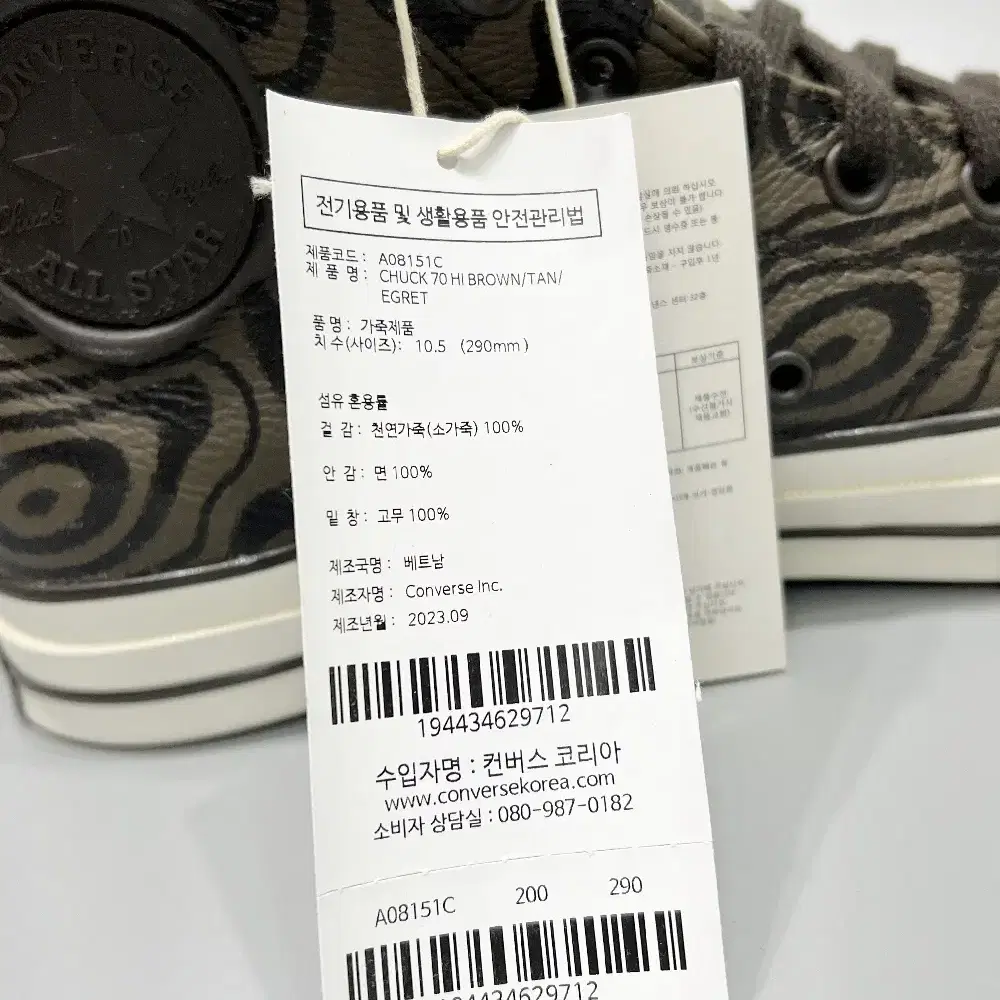 CONVERSE
ALL STAR
70
전기용품 및 생활용품 안전관리법
제품코드 : A08151C
제 품 명 : CHUCK 70 HI BROWN/TAN/
EGRET
품 명 : 가죽제품
치 수(사이즈) : 10.5 (290mm)
섬유 혼용률
겉 감 : 천연가죽(소가죽) 100%
안 감 : 면 100%
밑 창 : 고무 100%
제조국명 : 베트남
제조자명 : Converse Inc.
제조년월 : 2023.09
194434629712
수입자명 : 컨버스 코리아
www.conversekorea.com
소비자 상담실 : 080-987-0182
A08151C 200 290
194434629712
보상기준